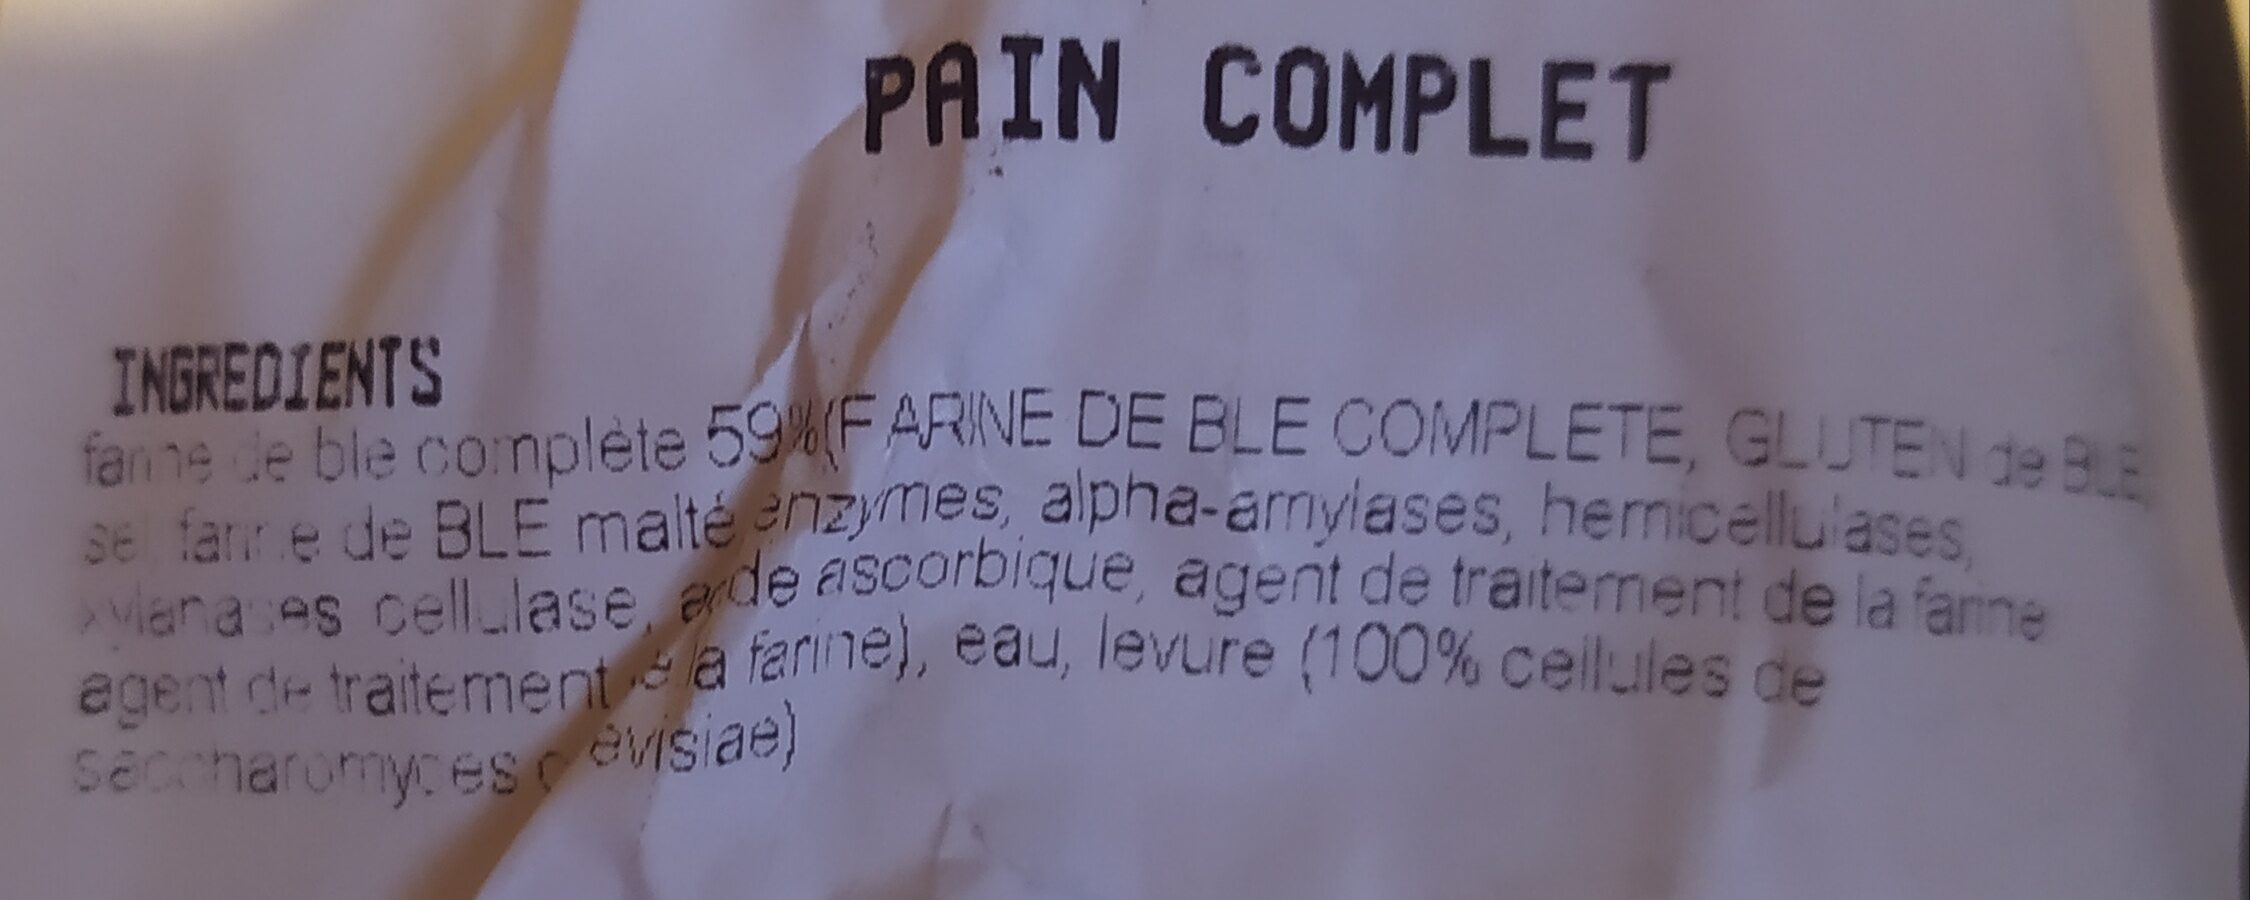 PAIN COMPLET
INGREDIENTS
farine de ble complète 59%(FARINE DE BLE COMPLETE, GLUTEN de BLE,
sel farine de BLE malté enzymes, alpha-amylases, hemicellulases,
xylanases cellulase, acide ascorbique, agent de traitement de la farine
agent de traitement de la farine), eau, levure (100% cellules de
saccharomyces cerevisiae)